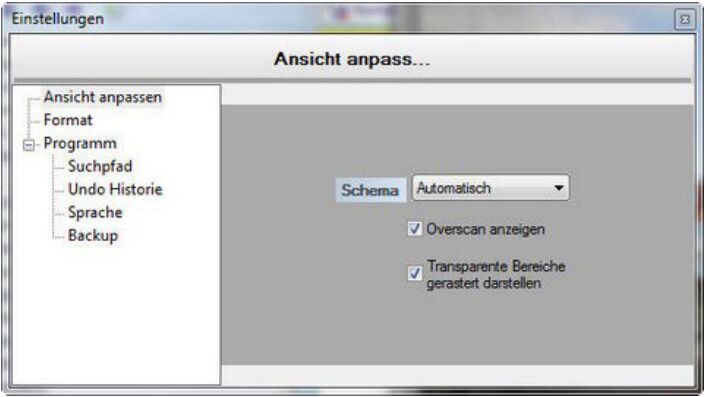 Einstellungen
Ansicht anpass...
Ansicht anpassen
Format
Programm
Suchpfad
Undo Historie
Sprache
Backup
Schema Automatisch
Overscan anzeigen
Transparente Bereiche
gerastert darstellen